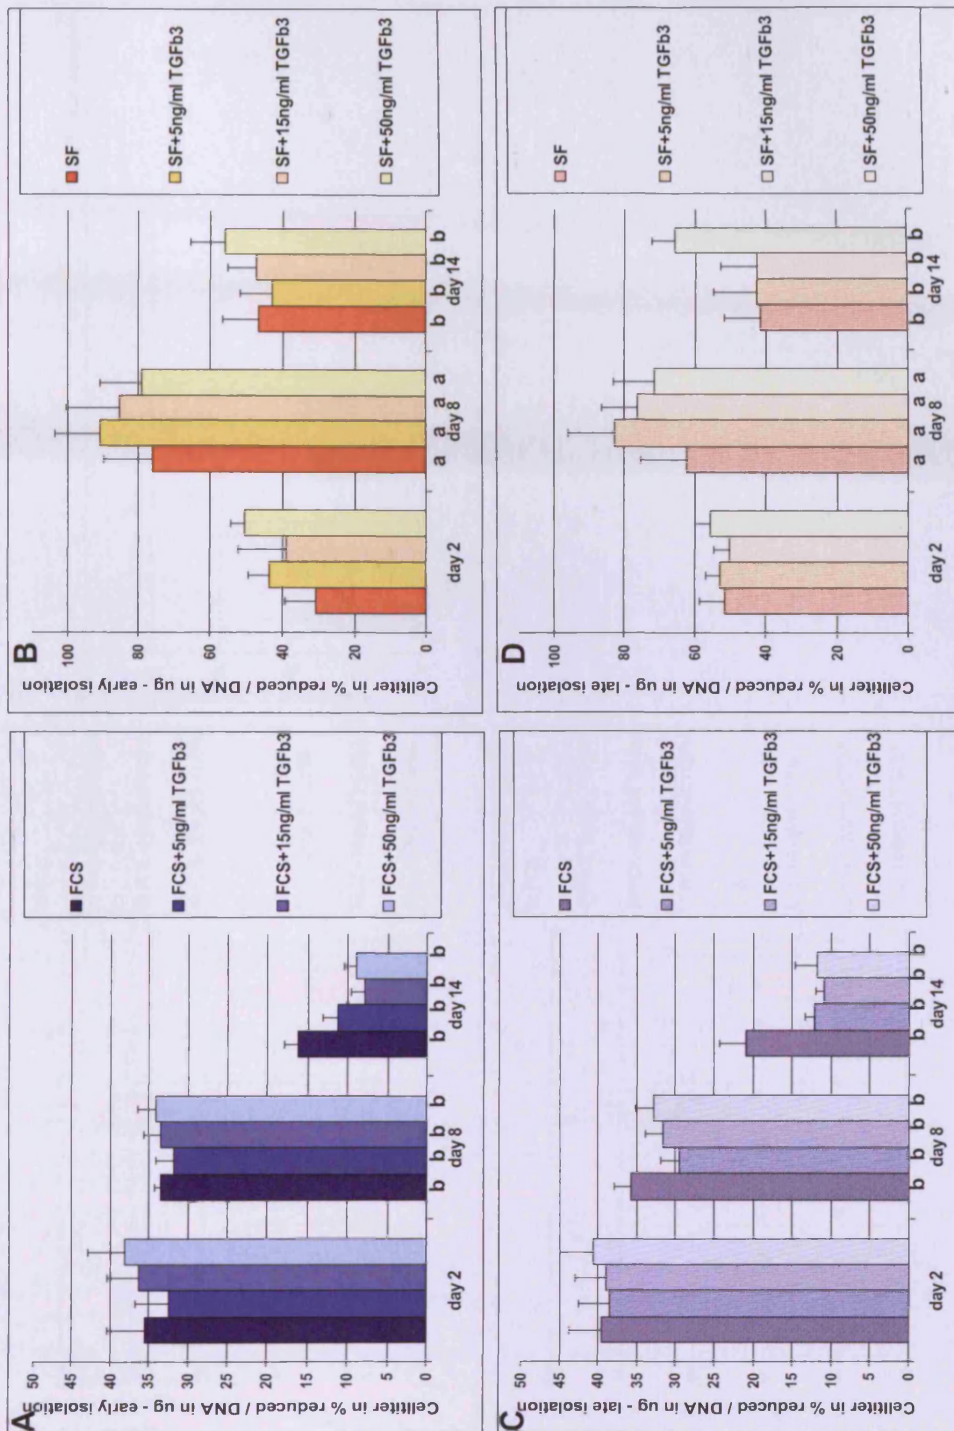 A
Celltiter in % reduced / DNA in ug - early isolation
50
45
40
35
30
25
20
15
10
5
0
day 2
b b b b
day 8
b b b b
day 14
FCS
FCS+5ng/ml TGFb3
FCS+15ng/ml TGFb3
FCS+50ng/ml TGFb3
B
Celltiter in % reduced / DNA in ug - early isolation
100
80
60
40
20
0
day 2
a a a a
day 8
b b b b
day 14
SF
SF+5ng/ml TGFb3
SF+15ng/ml TGFb3
SF+50ng/ml TGFb3
C
Celltiter in % reduced / DNA in ug - late isolation
50
45
40
35
30
25
20
15
10
5
0
day 2
b b b b
day 8
b b b b
day 14
FCS
FCS+5ng/ml TGFb3
FCS+15ng/ml TGFb3
FCS+50ng/ml TGFb3
D
Celltiter in % reduced / DNA in ug - late isolation
100
80
60
40
20
0
day 2
a a a a
day 8
b b b b
day 14
SF
SF+5ng/ml TGFb3
SF+15ng/ml TGFb3
SF+50ng/ml TGFb3